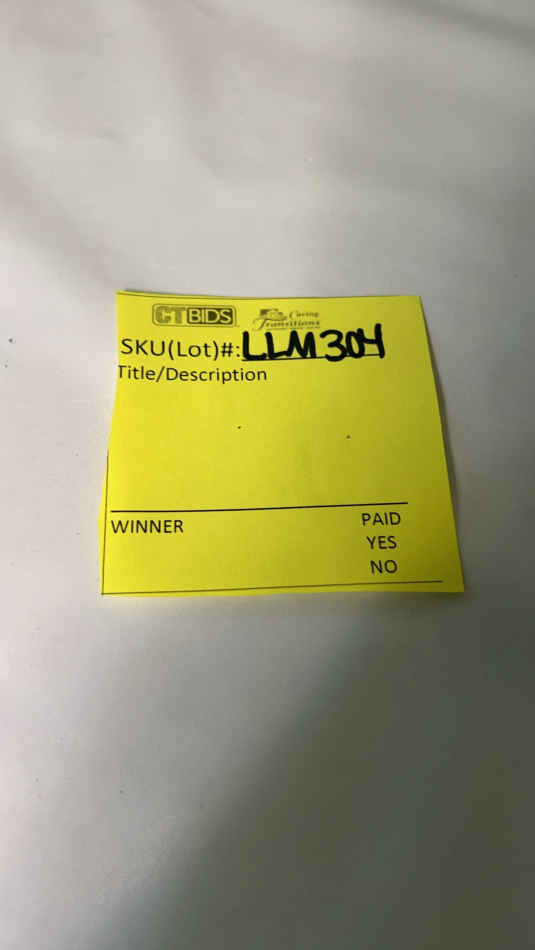 CTBIDS Caring
Transitions
SKU(Lot)#: LLM304
Title/Description
WINNER PAID
YES
NO